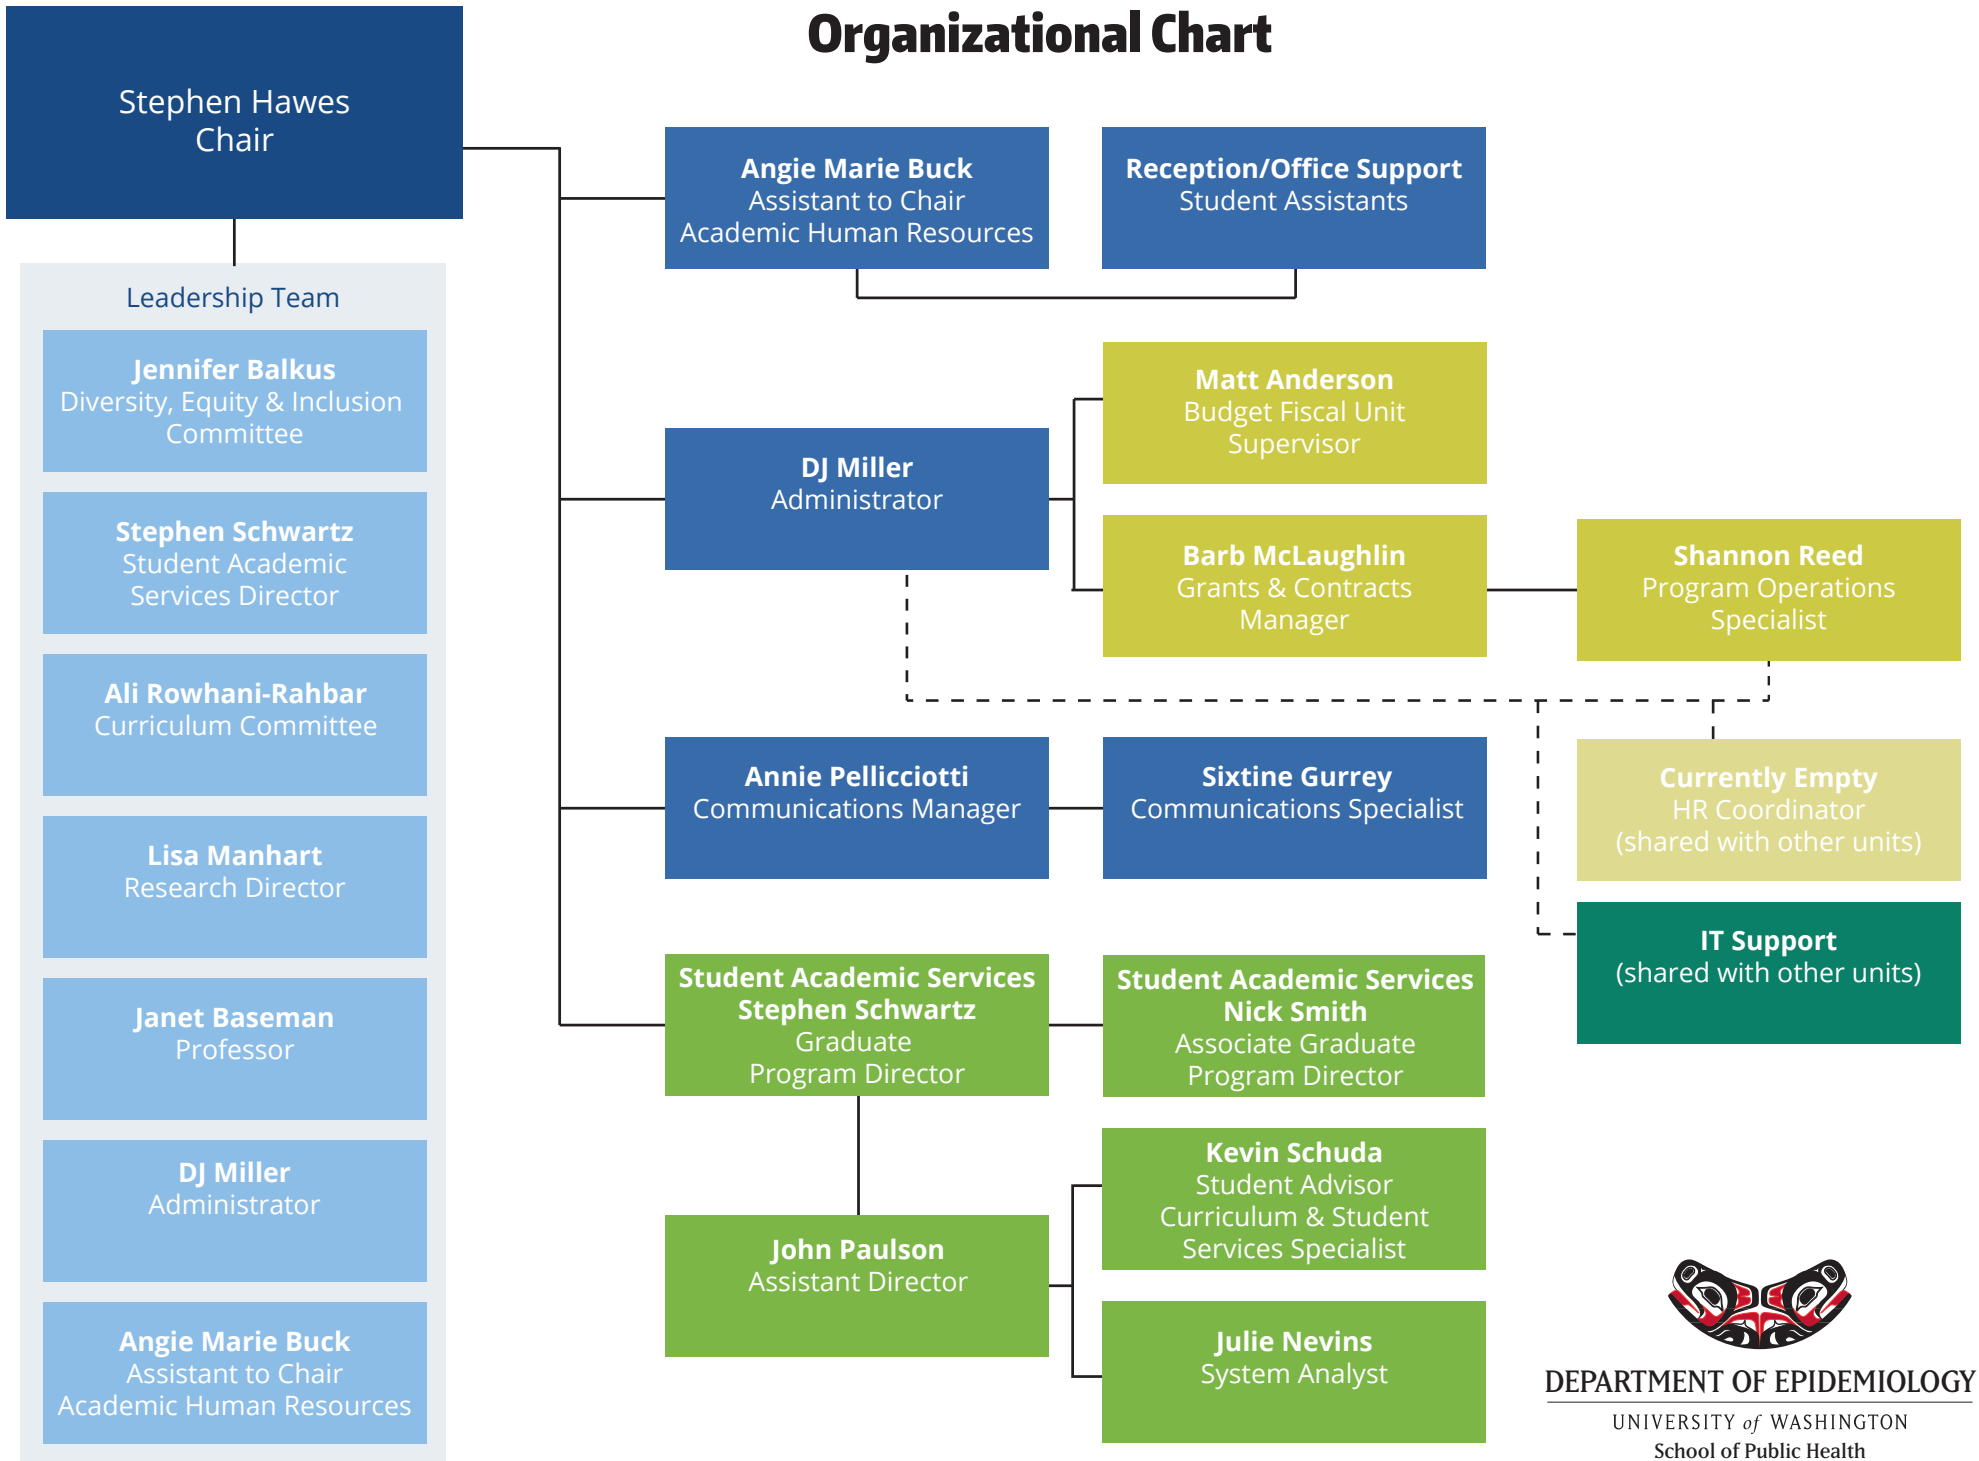 Organizational Chart
Stephen Hawes
Chair
Leadership Team
Jennifer Balkus
Diversity, Equity & Inclusion
Committee
Stephen Schwartz
Student Academic
Services Director
Ali Rowhani-Rahbar
Curriculum Committee
Lisa Manhart
Research Director
Janet Baseman
Professor
DJ Miller
Administrator
Angie Marie Buck
Assistant to Chair
Academic Human Resources
Angie Marie Buck
Assistant to Chair
Academic Human Resources
Reception/Office Support
Student Assistants
DJ Miller
Administrator
Matt Anderson
Budget Fiscal Unit
Supervisor
Barb McLaughlin
Grants & Contracts
Manager
Shannon Reed
Program Operations
Specialist
Annie Pellicciotti
Communications Manager
Sixtine Gurrey
Communications Specialist
Currently Empty
HR Coordinator
(shared with other units)
IT Support
(shared with other units)
Student Academic Services
Stephen Schwartz
Graduate
Program Director
Student Academic Services
Nick Smith
Associate Graduate
Program Director
John Paulson
Assistant Director
Kevin Schuda
Student Advisor
Curriculum & Student
Services Specialist
Julie Nevins
System Analyst
DEPARTMENT OF EPIDEMIOLOGY
UNIVERSITY of WASHINGTON
School of Public Health